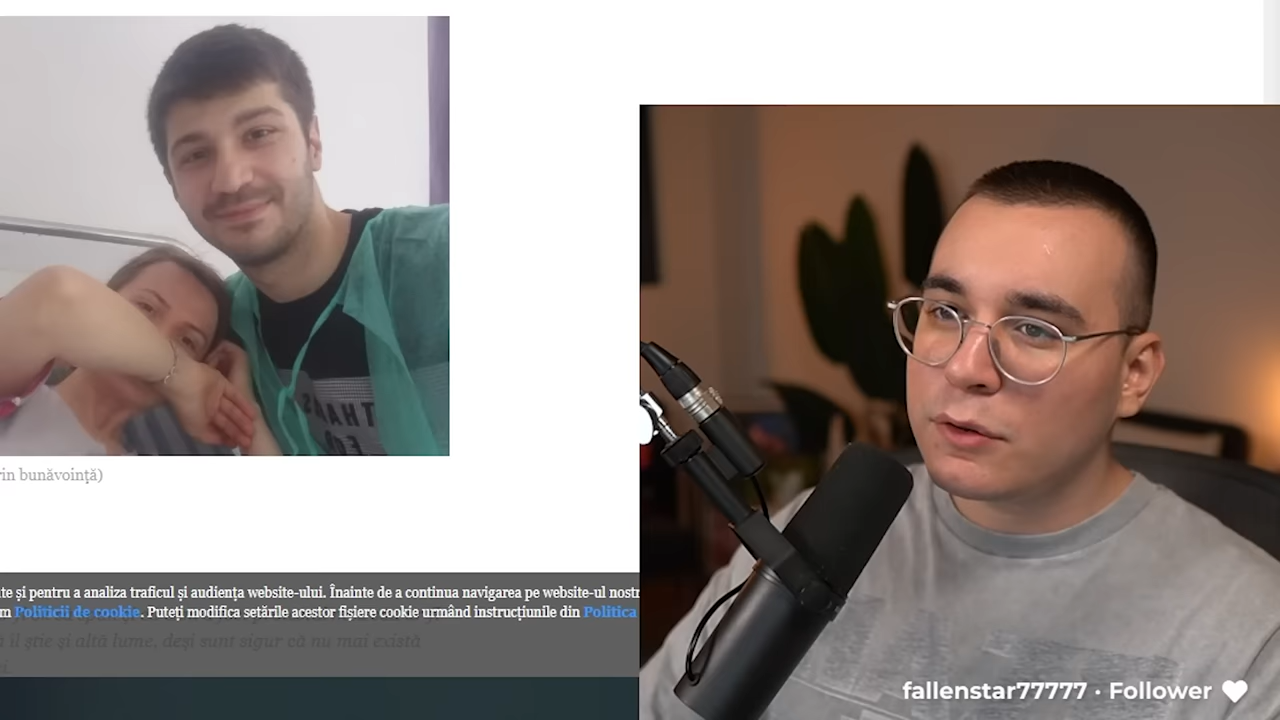 rin bunăvoință)
te și pentru a analiza traficul și audiența website-ului. Înainte de a continua navigarea pe website-ul nostr
m Politicii de cookie. Puteți modifica setările acestor fișiere cookie urmând instrucțiunile din Politica
îl știe și altă lume, deși sunt sigur că nu mai există
fallenstar77777 · Follower